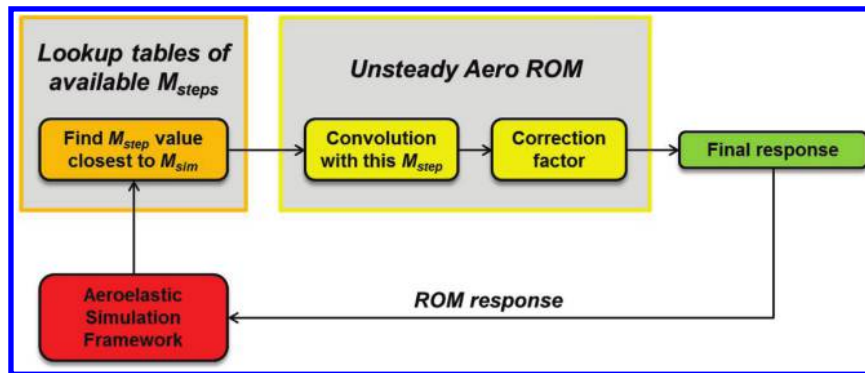 Lookup tables of
available Msteps
Find Mstep value
closest to Msim
Unsteady Aero ROM
Convolution
with this Mstep
Correction
factor
Final response
Aeroelastic
Simulation
Framework
ROM response